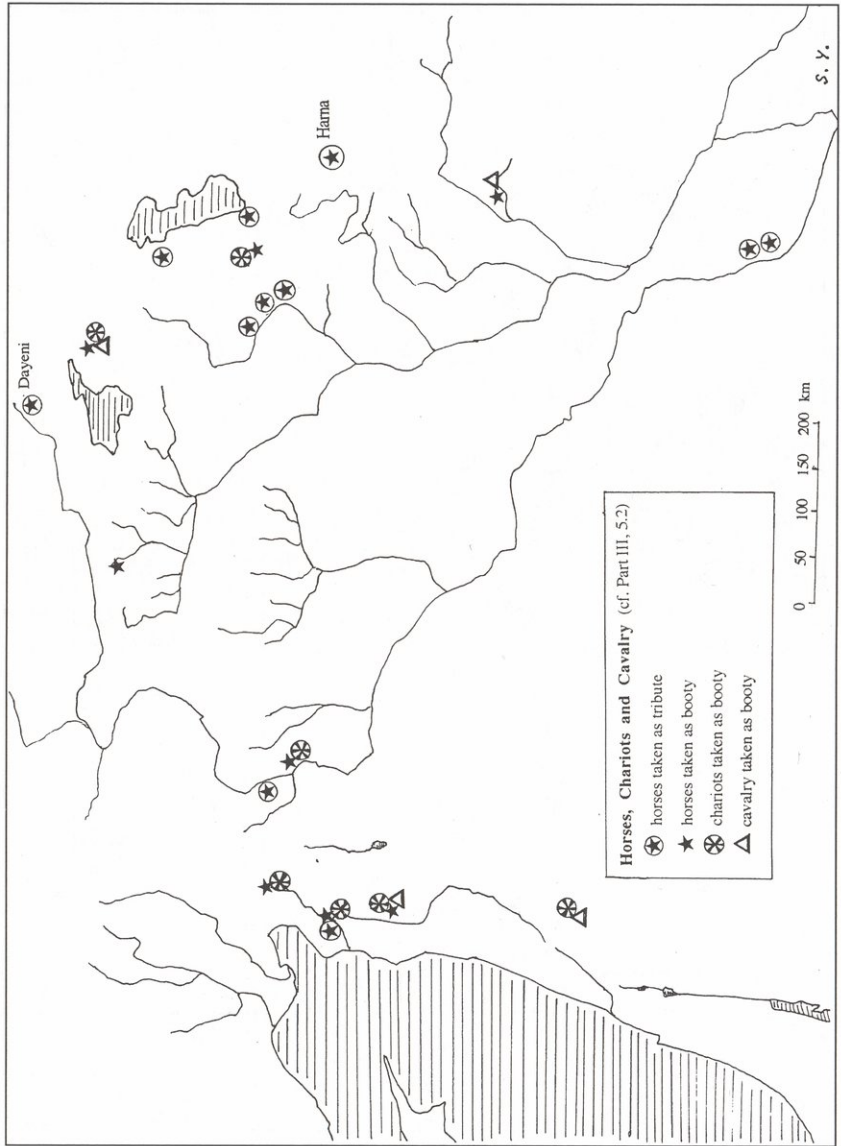 Dayeni
Harna
Horses, Chariots and Cavalry (cf. Part III, 5.2)
horses taken as tribute
horses taken as booty
chariots taken as booty
cavalry taken as booty
0 50 100 150 200 km
S. Y.